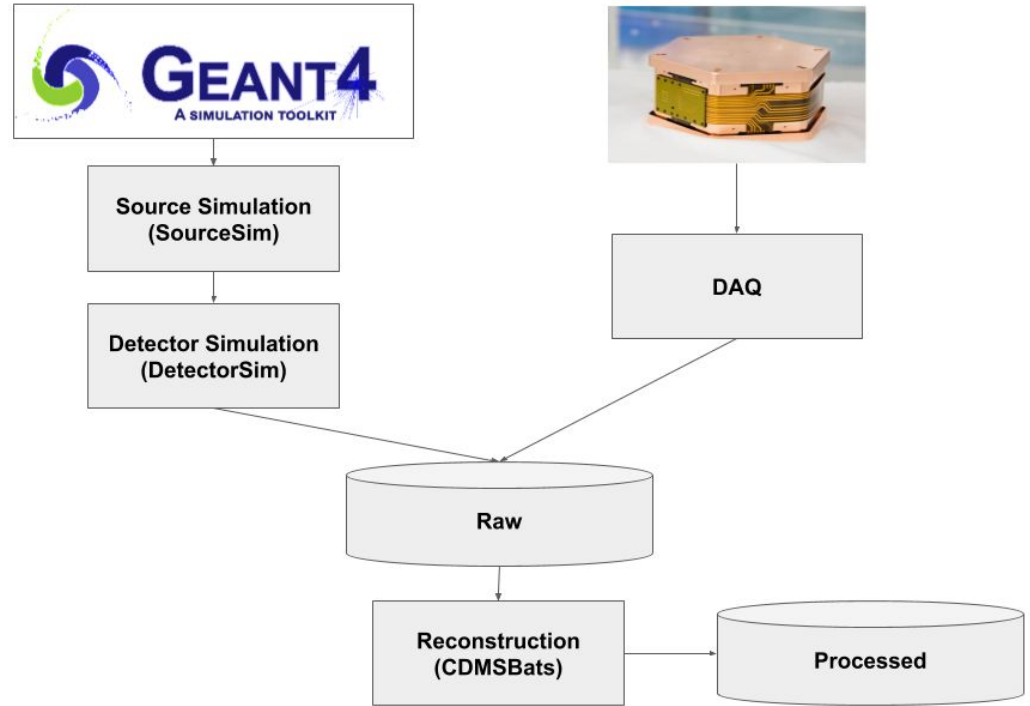 GEANT4
A SIMULATION TOOLKIT
Source Simulation
(SourceSim)
DAQ
Detector Simulation
(DetectorSim)
Raw
Reconstruction
(CDMSBats)
Processed